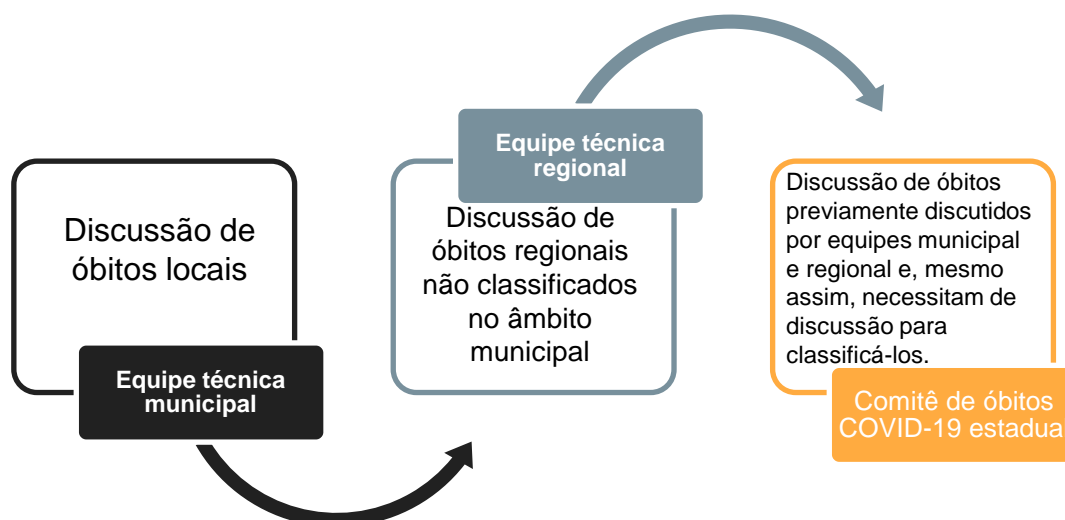 Discussão de
óbitos locais
Equipe técnica
municipal
Equipe técnica
regional
Discussão de
óbitos regionais
não classificados
no âmbito
municipal
Discussão de óbitos
previamente discutidos
por equipes municipal
e regional e, mesmo
assim, necessitam de
discussão para
classificá-los.
Comitê de óbitos
COVID-19 estadua